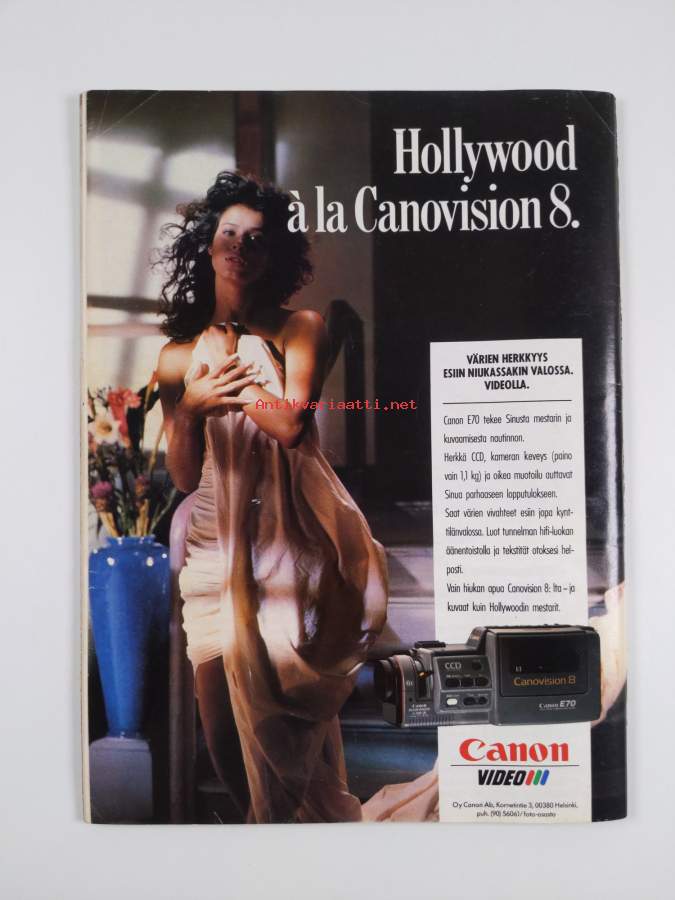 Hollywood
à la Canovision 8.
VÄRIEN HERKKYYS
ESIIN NIUKASSAKIN VALOSSA.
VIDEOLLA.
Antikvariaatti.net
Canon E70 tekee Sinusta mestarin ja
kuvaamisesta nautinnon.
Herkkä CCD, kameran keveys (paino
vain 1,1 kg) ja oikea muotoilu auttavat
Sinua parhaaseen lopputulokseen.
Saat värien vivahteet esiin jopa kynt-
tilänvalossa. Luot tunnelman hifi-luokan
äänentoistolla ja tekstität otoksesi hel-
posti.
Vain hiukan apua Canovision 8:lta – ja
kuvaat kuin Hollywoodin mestarit.
CCD
Canovision 8
Canon E70
Canon
VIDEO
Oy Canon Ab, Kornetintie 3, 00380 Helsinki,
puh. (90) 56061/foto-osasto